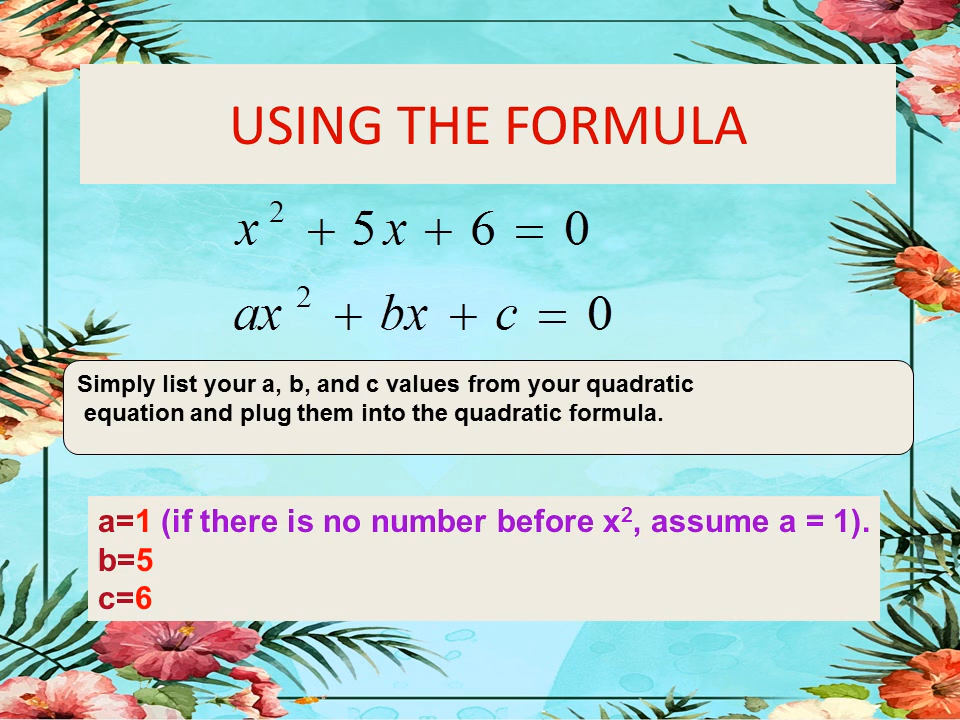 USING THE FORMULA
x² + 5x + 6 = 0
ax² + bx + c = 0
Simply list your a, b, and c values from your quadratic
equation and plug them into the quadratic formula.
a=1 (if there is no number before x², assume a = 1).
b=5
c=6